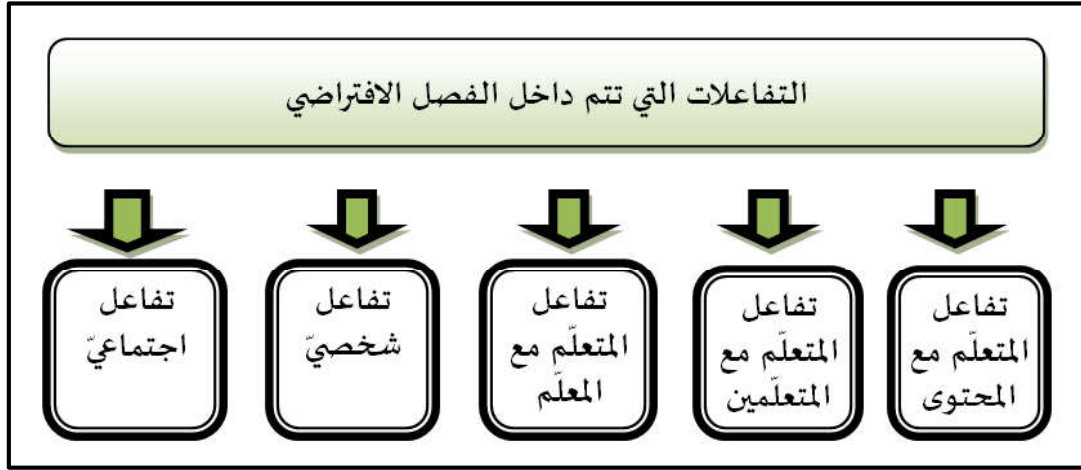 التفاعلات التي تتم داخل الفصل الافتراضي
تفاعل
المتعلّم مع
المحتوى
تفاعل
المتعلّم مع
المتعلّمين
تفاعل
المتعلّم مع
المعلّم
تفاعل
شخصيّ
تفاعل
اجتماعيّ